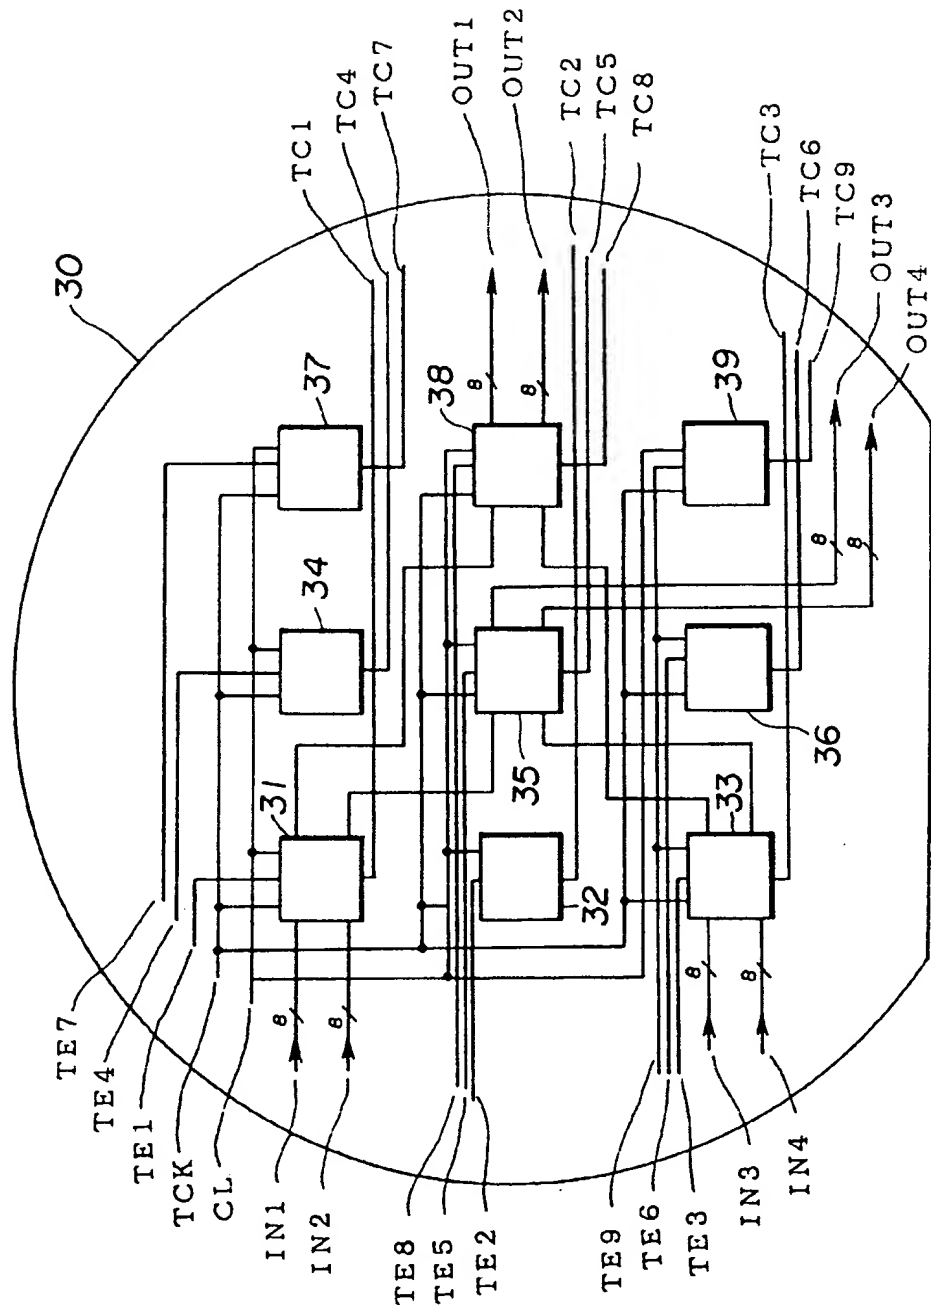 30
TC1
TC4
TC7
OUT1
OUT2
TC2
TC5
TC8
TC3
TC6
TC9
OUT3
OUT4
37
38
39
34
35
36
31
32
33
8
8
8
8
8
8
8
8
TE7
TE4
TE1
TCK
CL
IN1
IN2
TE8
TE5
TE2
TE9
TE6
TE3
IN3
IN4